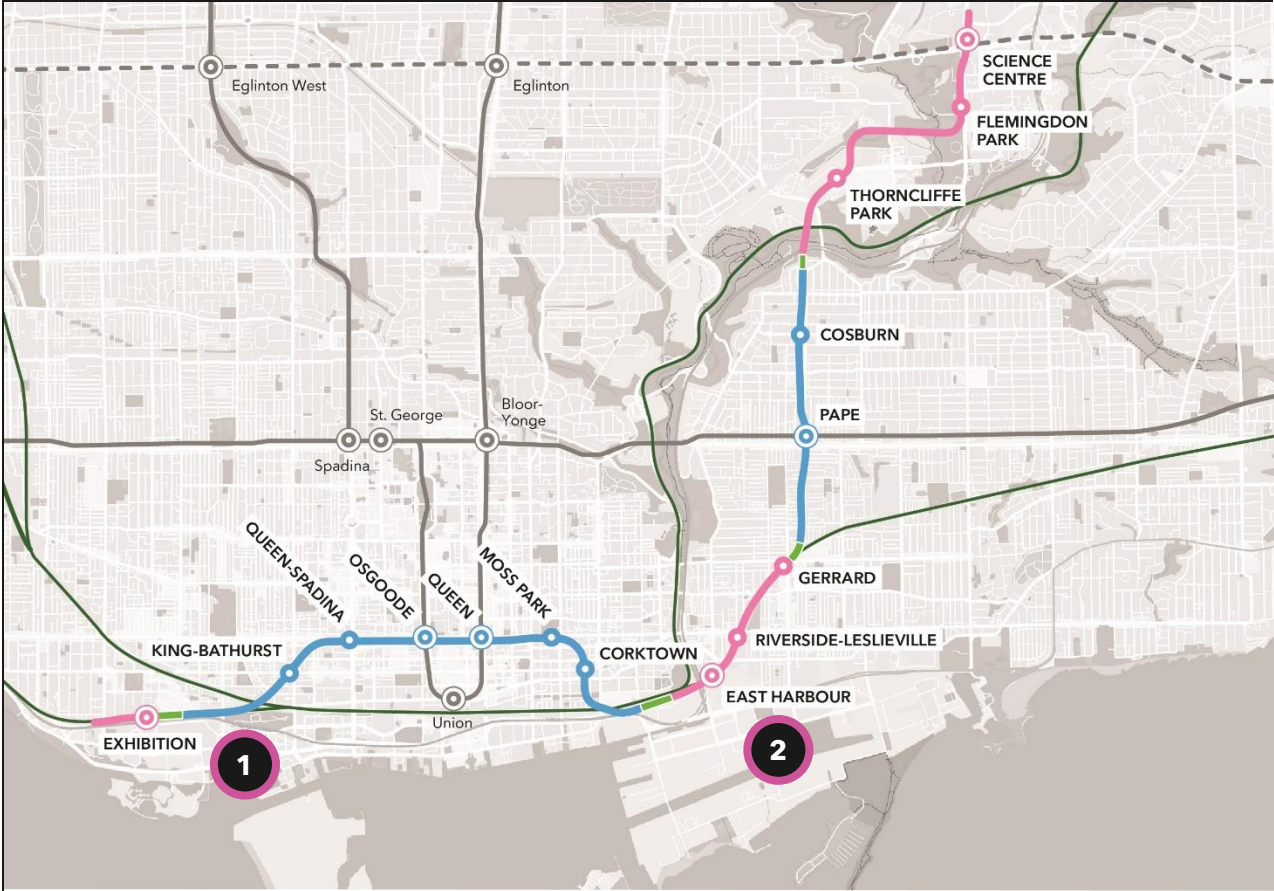 Eglinton West
Eglinton
SCIENCE
CENTRE
FLEMINGDON
PARK
THORNCLIFFE
PARK
COSBURN
PAPE
St. George
Bloor-
Yonge
Spadina
QUEEN-SPADINA
OSGOODE
QUEEN
MOSS PARK
GERRARD
KING-BATHURST
CORKTOWN
RIVERSIDE-LESLIEVILLE
EAST HARBOUR
Union
EXHIBITION
1
2